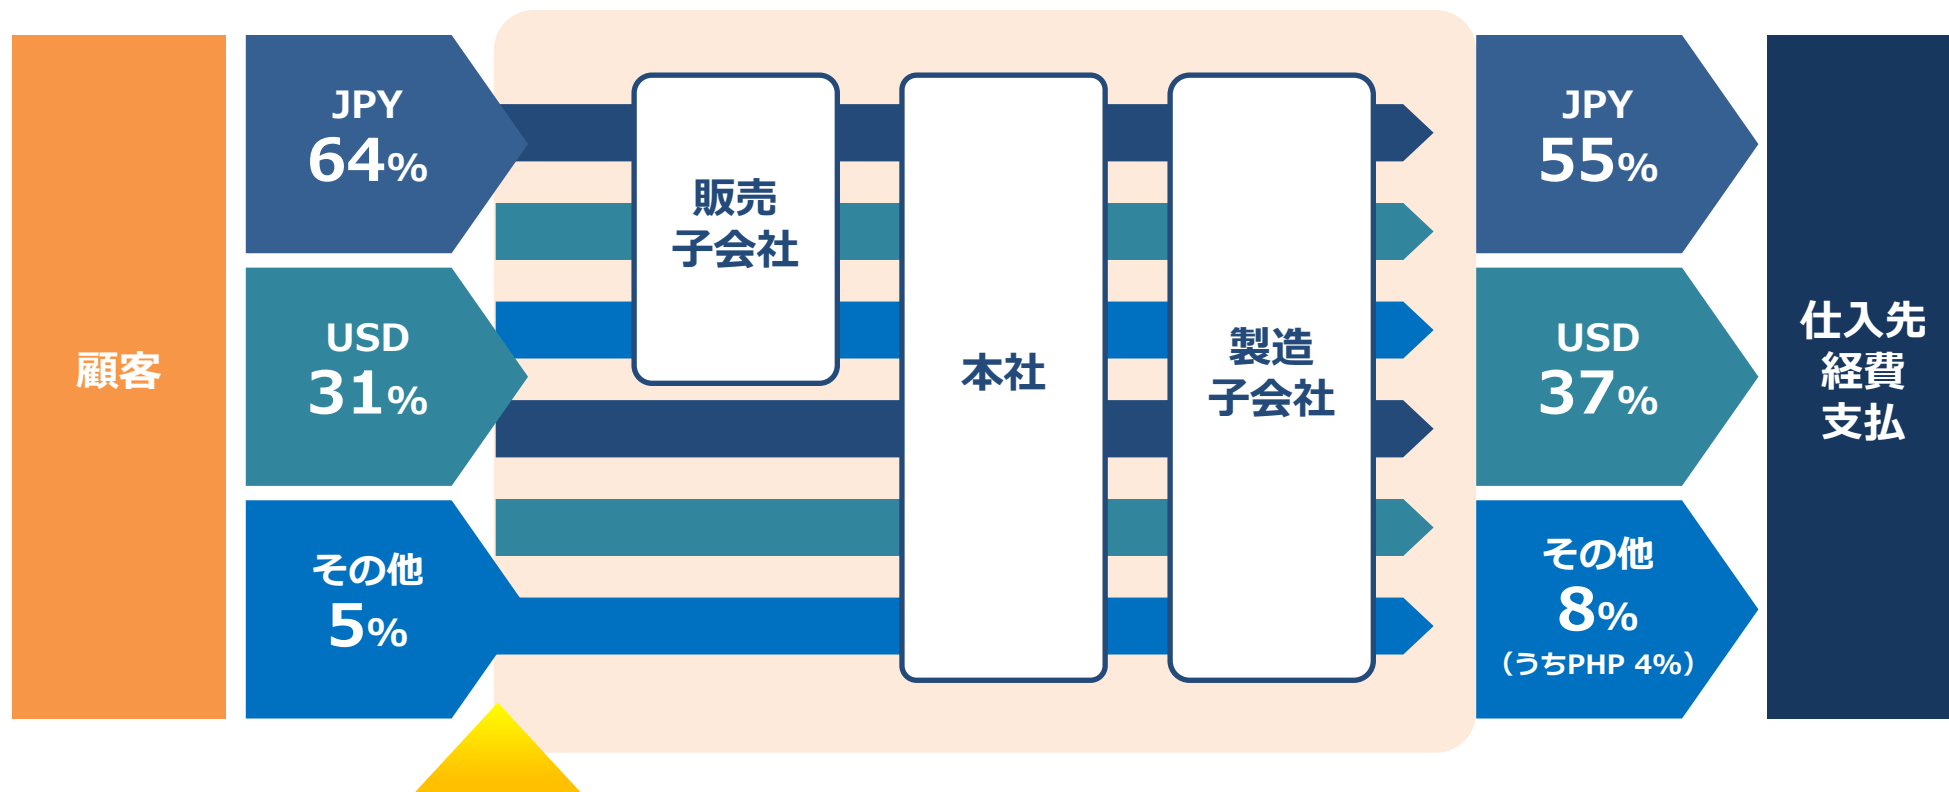 顧客
JPY
64%
USD
31%
その他
5%
販売
子会社
本社
製造
子会社
JPY
55%
USD
37%
その他
8%
（うちPHP 4%）
仕入先
経費
支払